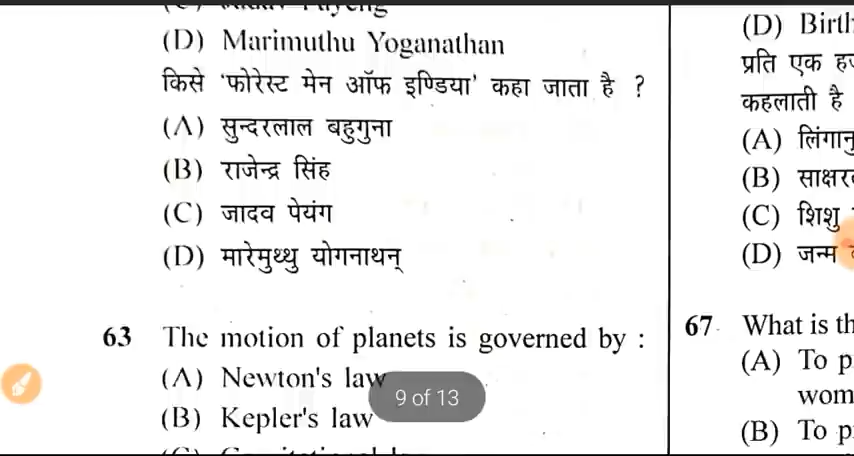 (D) Marimuthu Yoganathan
किसे 'फोरेस्ट मेन ऑफ इण्डिया' कहा जाता है ?
(A) सुन्दरलाल बहुगुना
(B) राजेन्द्र सिंह
(C) जादव पेयंग
(D) मारेमुथ्थु योगनाथन्
63 The motion of planets is governed by :
(A) Newton's law
(B) Kepler's law
9 of 13
(D) Birth
प्रति एक
कहलाती है
(A)
(B)
(C) शिशु
(D) जन्म
67 What is th
(A) To p
wom
(B) To p